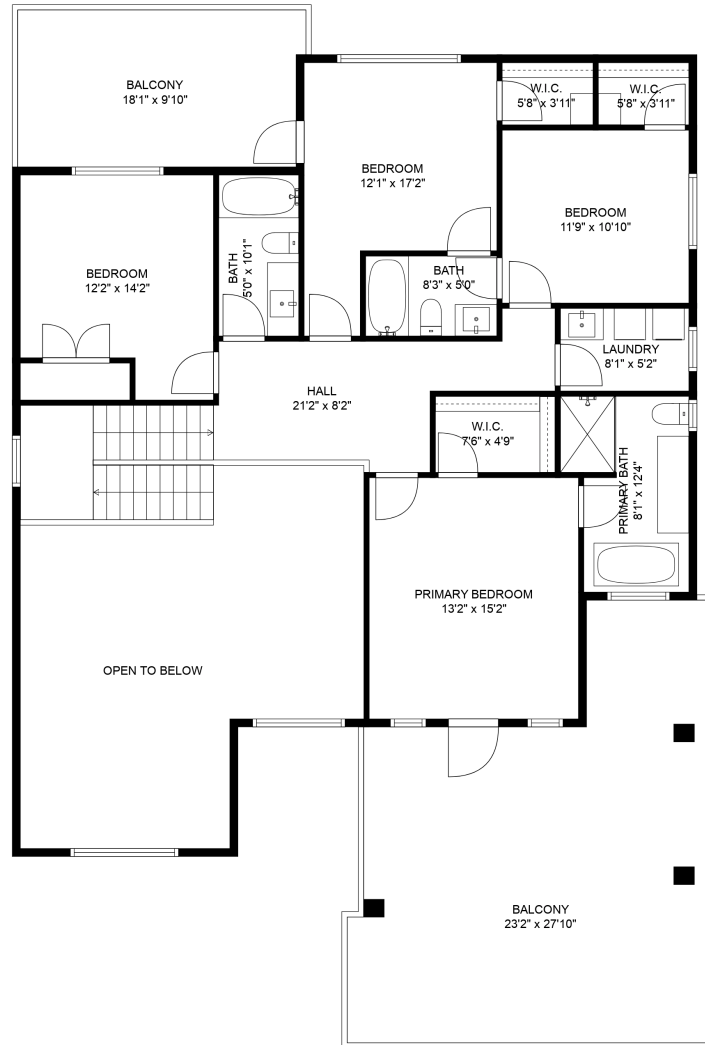 BALCONY
18'1" x 9'10"
W.I.C.
5'8" x 3'11"
W.I.C.
5'8" x 3'11"
BEDROOM
12'1" x 17'2"
BEDROOM
11'9" x 10'10"
BEDROOM
12'2" x 14'2"
BATH
5'0" x 10'1"
BATH
8'3" x 5'0"
LAUNDRY
8'1" x 5'2"
HALL
21'2" x 8'2"
W.I.C.
7'6" x 4'9"
PRIMARY BATH
8'1" x 12'4"
PRIMARY BEDROOM
13'2" x 15'2"
OPEN TO BELOW
BALCONY
23'2" x 27'10"